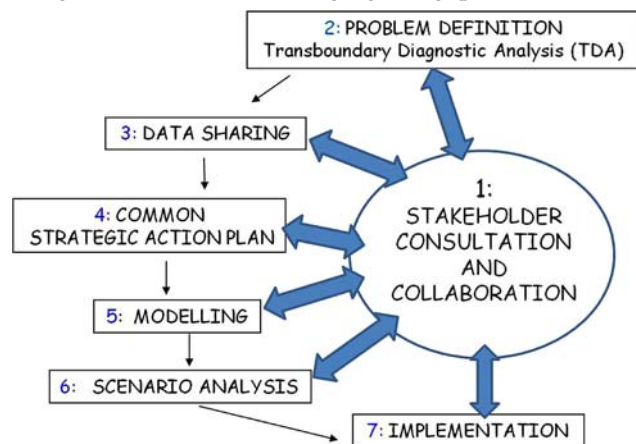 2: PROBLEM DEFINITION
Transboundary Diagnostic Analysis (TDA)
3: DATA SHARING
1:
STAKEHOLDER
CONSULTATION
AND
COLLABORATION
4: COMMON
STRATEGIC ACTION PLAN
5: MODELLING
6: SCENARIO ANALYSIS
7: IMPLEMENTATION